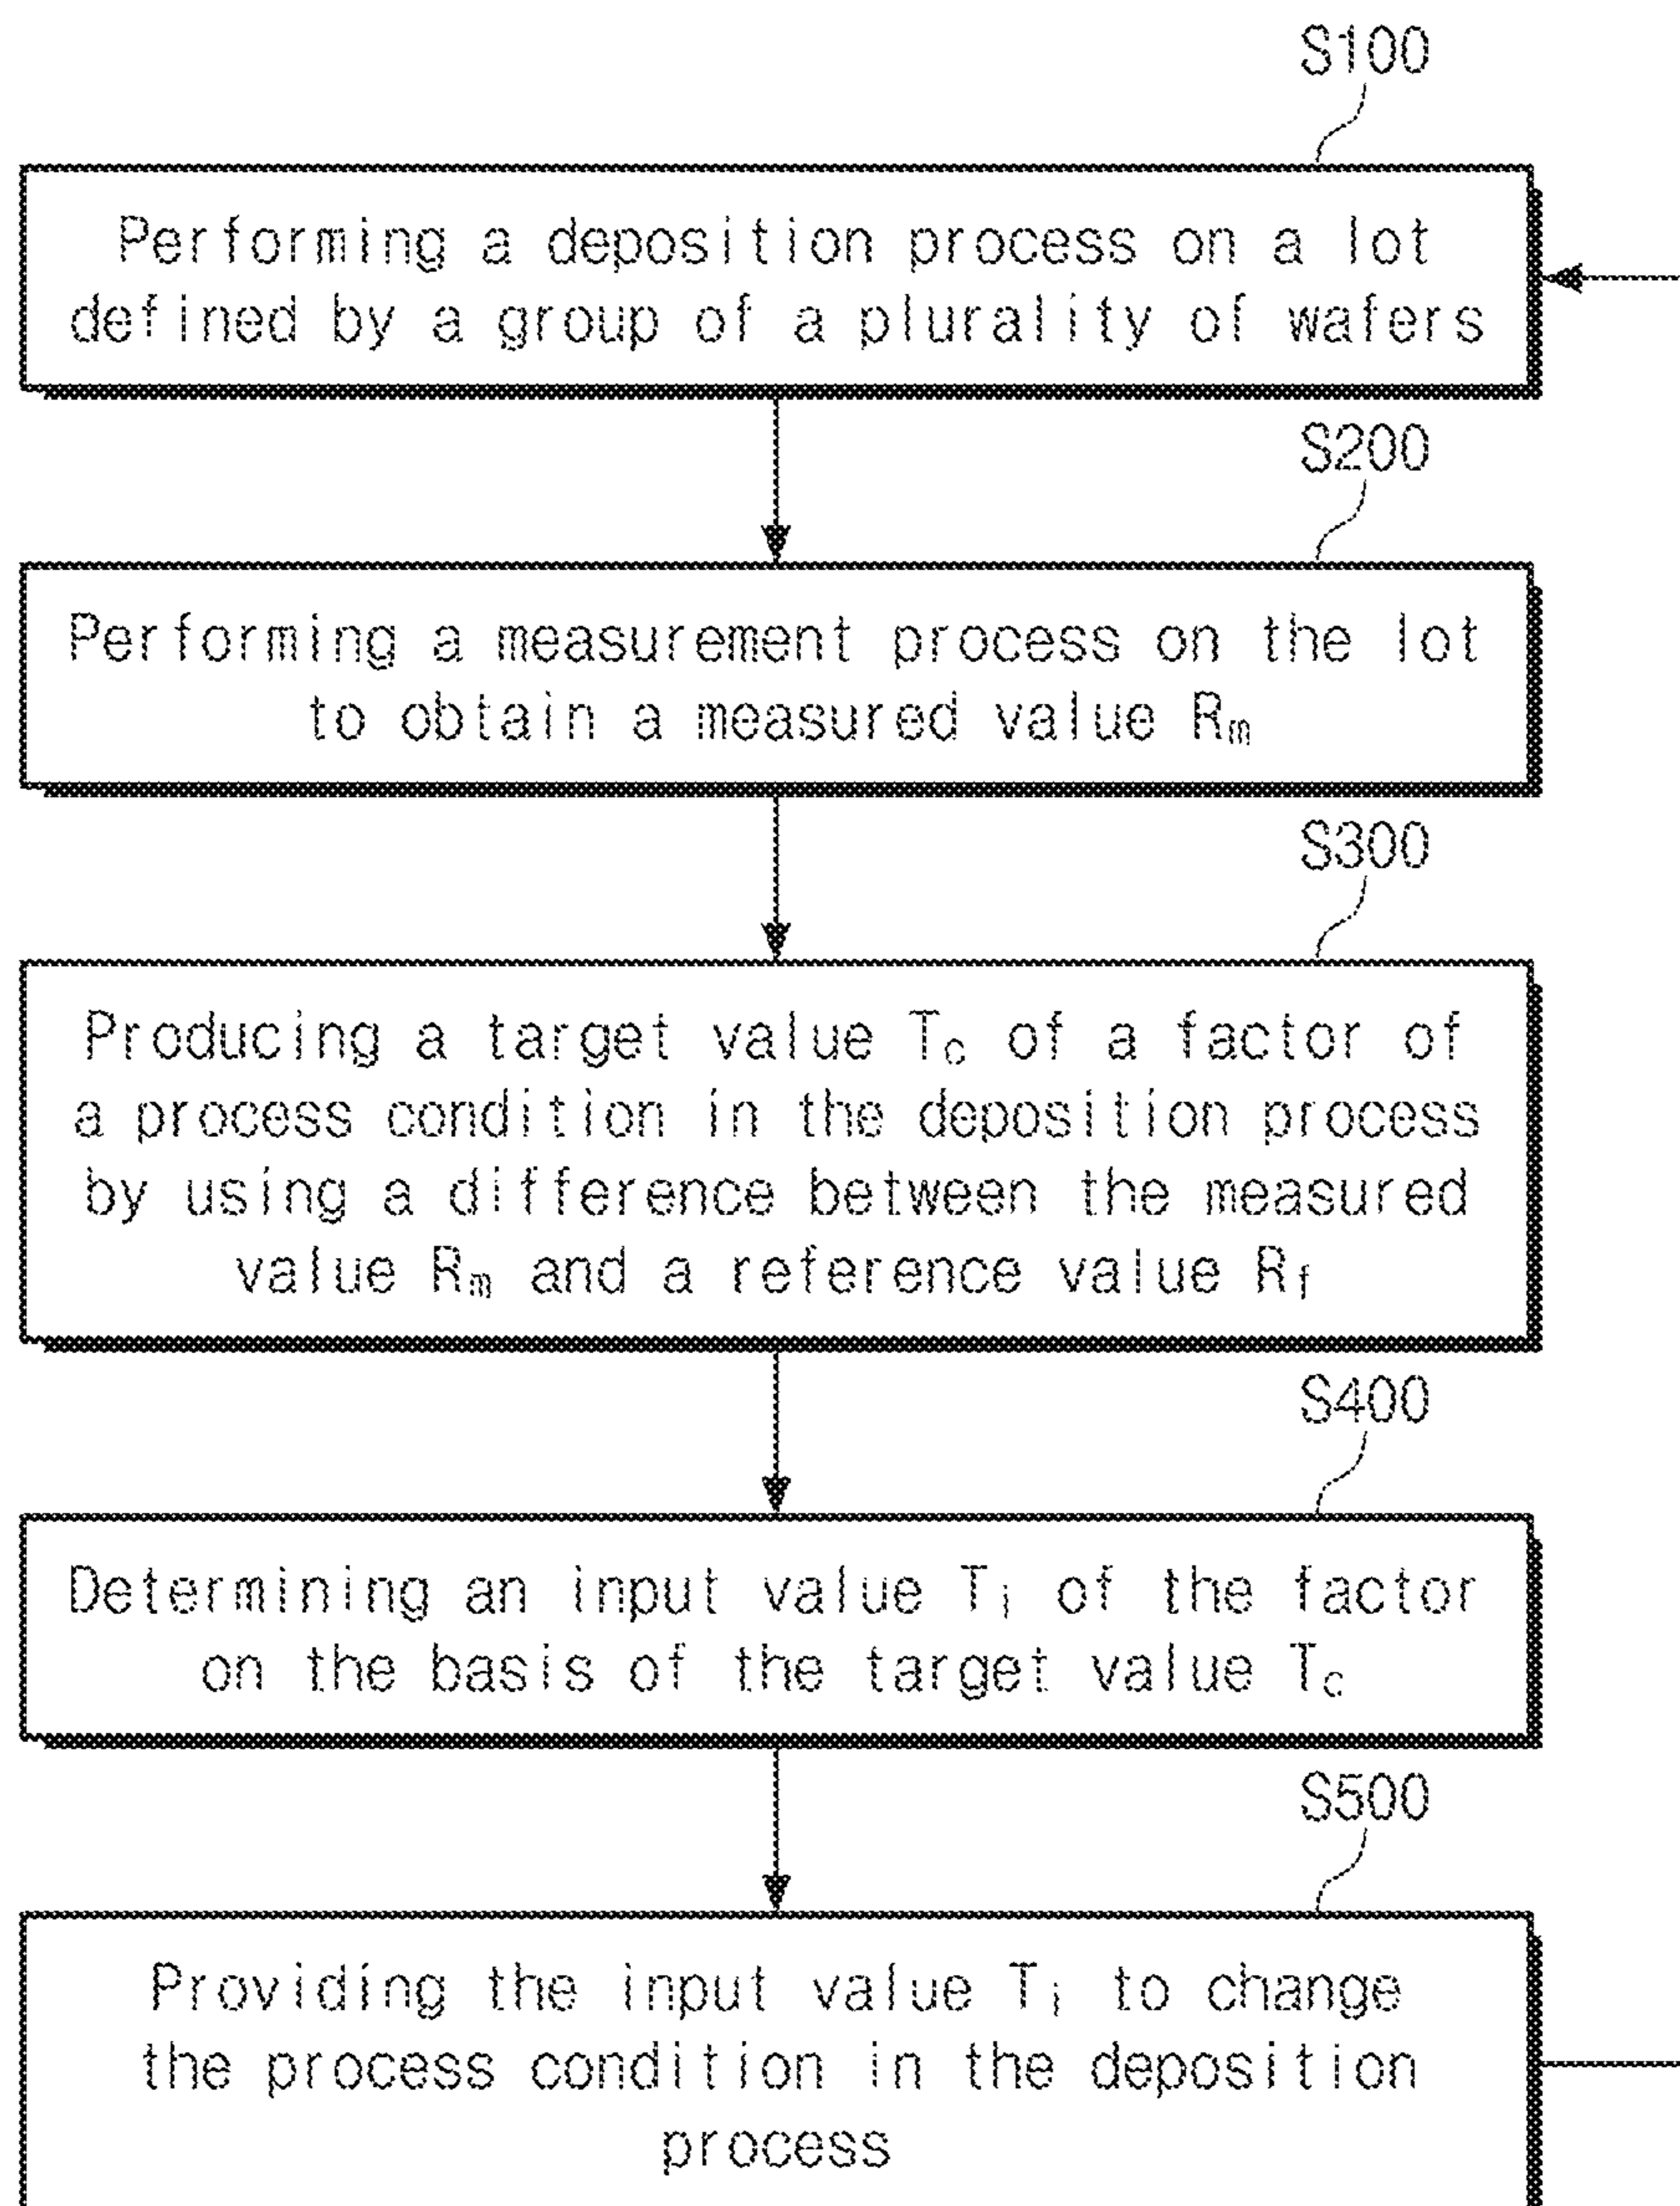 S100
Performing a deposition process on a lot
defined by a group of a plurality of wafers
S200
Performing a measurement process on the lot
to obtain a measured value Rm
S300
Producing a target value Tc of a factor of
a process condition in the deposition process
by using a difference between the measured
value Rm and a reference value Rf
S400
Determining an input value Ti of the factor
on the basis of the target value Tc
S500
Providing the input value Ti to change
the process condition in the deposition
process